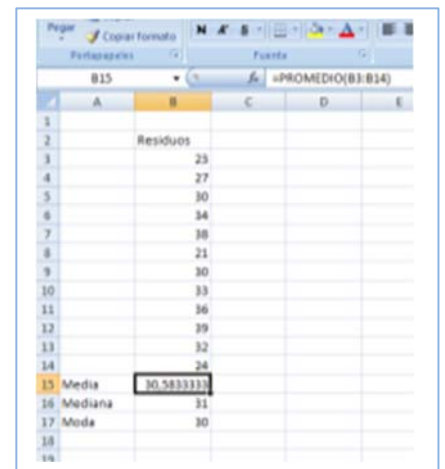 Pegar Copiar formato N K S A
Portapapeles Fuente
B15 fx =PROMEDIO(B3:B14)
A B C D E
1
2 Residuos
3 23
4 27
5 30
6 34
7 38
8 21
9 30
10 33
11 36
12 39
13 32
14 24
15 Media 30,5833333
16 Mediana 31
17 Moda 30
18
19